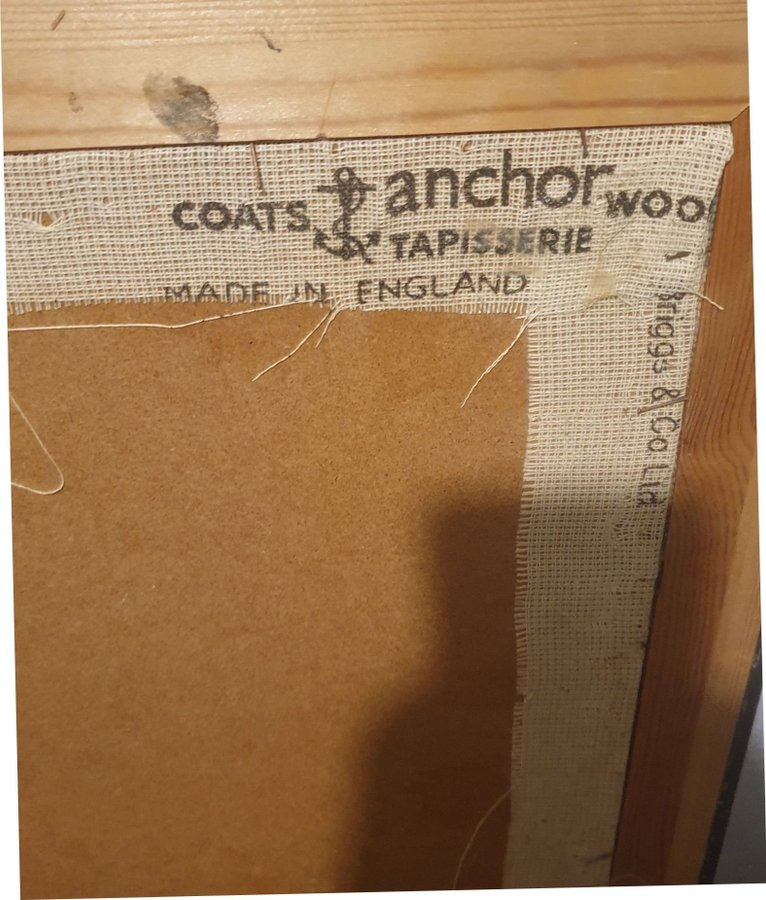 COATS anchor WOO
TAPISSERIE
MADE IN ENGLAND
Briggs & Co Ltd